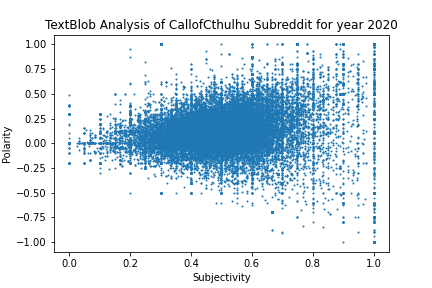 TextBlob Analysis of CallofCthulhu Subreddit for year 2020
1.00
0.75
0.50
0.25
0.00
−0.25
−0.50
−0.75
−1.00
Polarity
0.0 0.2 0.4 0.6 0.8 1.0
Subjectivity